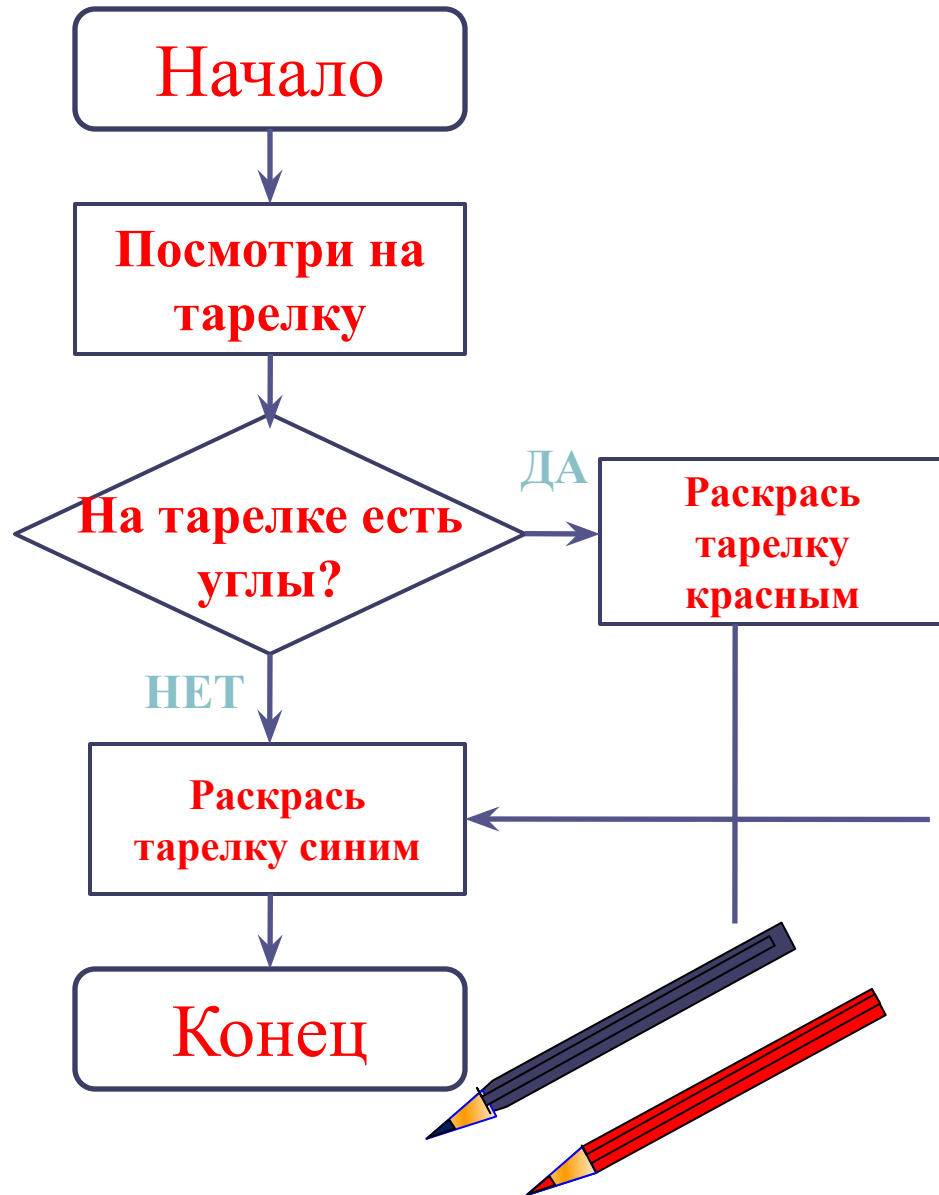 Начало
Посмотри на
тарелку
На тарелке есть
углы?
ДА
Раскрась
тарелку
красным
НЕТ
Раскрась
тарелку синим
Конец